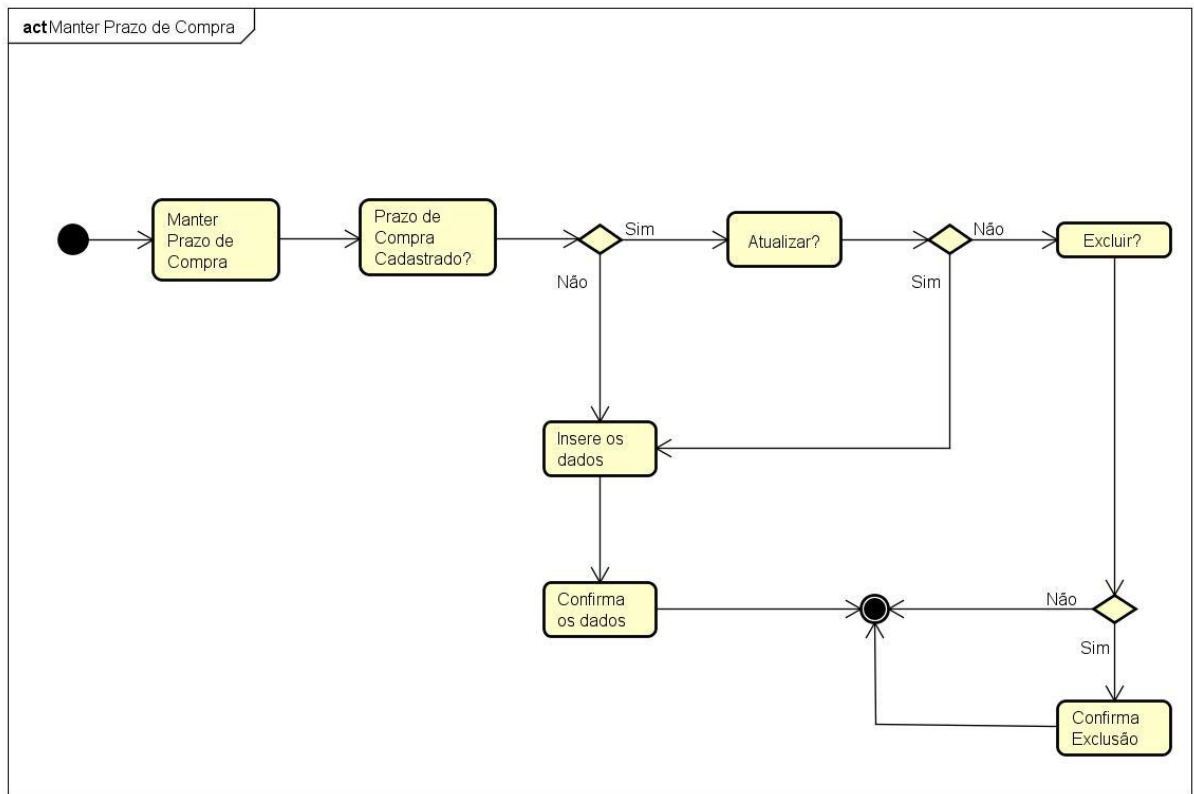 act Manter Prazo de Compra
Manter
Prazo de
Compra
Prazo de
Compra
Cadastrado?
Sim
Não
Atualizar?
Não
Sim
Excluir?
Insere os
dados
Confirma
os dados
Não
Sim
Confirma
Exclusão